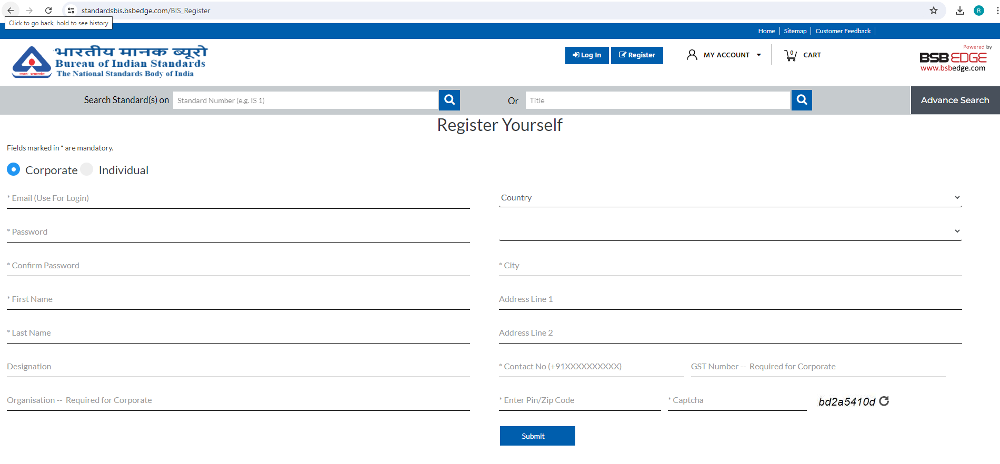 standardsbis.bsbedge.com/BIS_Register
R
Click to go back, hold to see history
Home Sitemap Customer Feedback
भारतीय मानक ब्यूरो
Bureau of Indian Standards
The National Standards Body of India
मानक: पथप्रदर्शक:
Log In Register
MY ACCOUNT
0 CART
Powered by
BSB EDGE
www.bsbedge.com
Search Standard(s) on Standard Number (e.g. IS 1) Or Title Advance Search
Register Yourself
Fields marked in * are mandatory.
Corporate Individual
* Email (Use For Login) Country
* Password
* Confirm Password * City
* First Name Address Line 1
* Last Name Address Line 2
Designation * Contact No (+91XXXXXXXXXX) GST Number -- Required for Corporate
Organisation -- Required for Corporate * Enter Pin/Zip Code * Captcha bd2a5410d
Submit